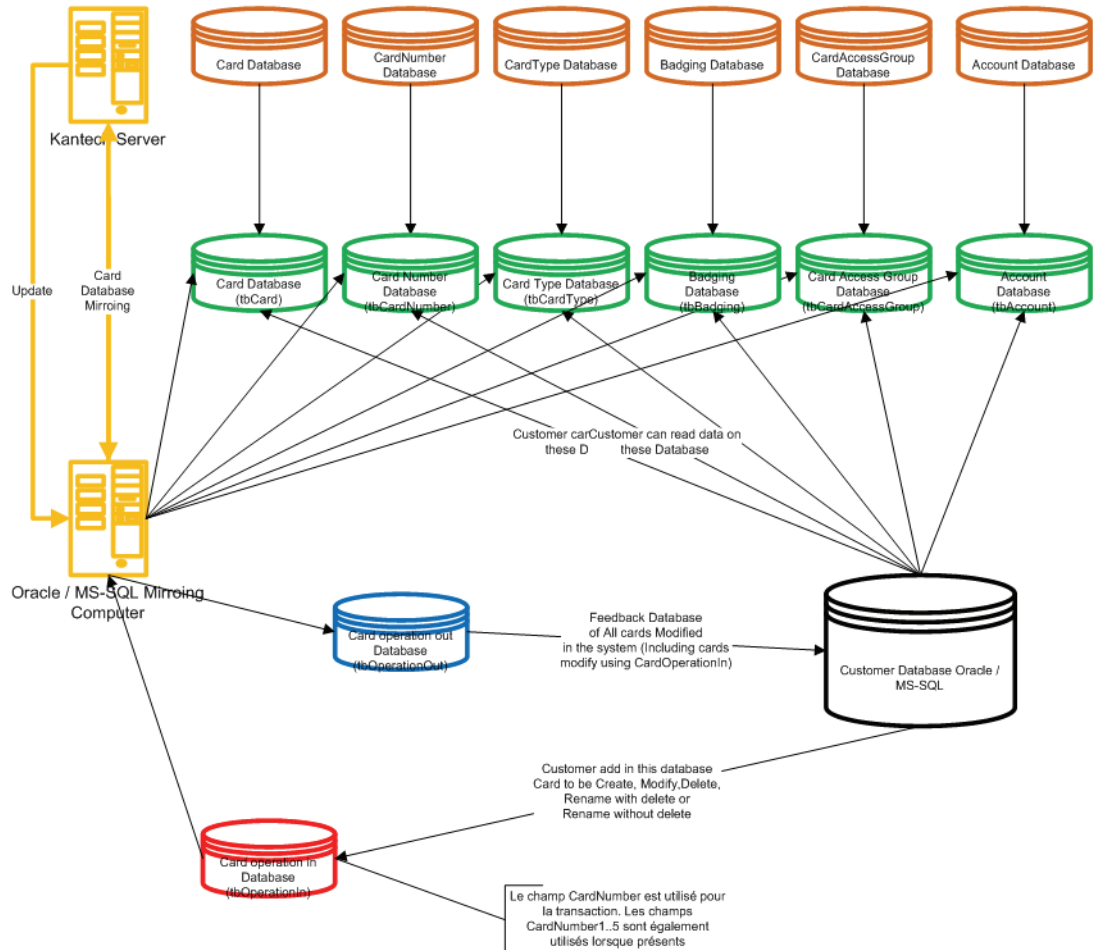 Card Database
CardNumber
Database
CardType Database
Badging Database
CardAccessGroup
Database
Account Database
Kantech Server
Update
Card
Database
Mirroing
Card Database
(tbCard)
Card Number
Database
(tbCardNumber)
Card Type Database
(tbCardType)
Badging
Database
(tbBadging)
Card Access Group
Database
(tbCardAccessGroup)
Account
Database
(tbAccount)
Customer can
these D
Customer can read data on
these Database
Oracle / MS-SQL Mirroing
Computer
Card operation out
Database
(tbOperationOut)
Feedback Database
of All cards Modified
in the system (Including cards
modify using CardOperationIn)
Customer Database Oracle /
MS-SQL
Customer add in this database
Card to be Create, Modify,Delete,
Rename with delete or
Rename without delete
Card operation In
Database
(tbOperationIn)
Le champ CardNumber est utilisé pour
la transaction. Les champs
CardNumber1..5 sont également
utilisés lorsque présents